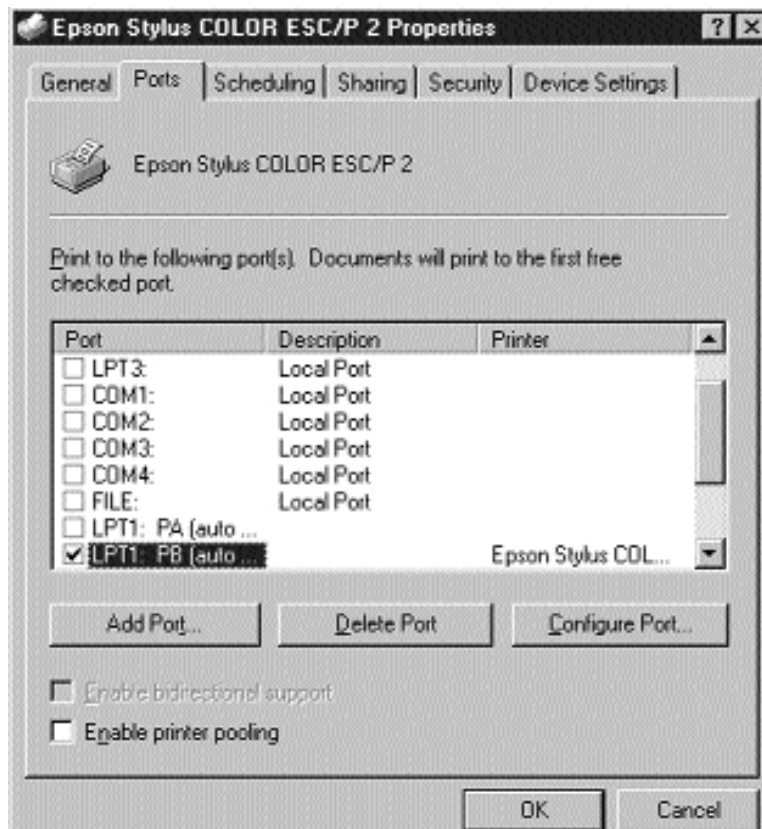 Epson Stylus COLOR ESC/P 2 Properties
General Ports Scheduling Sharing Security Device Settings
Epson Stylus COLOR ESC/P 2
Print to the following port(s). Documents will print to the first free
checked port.
Port Description Printer
LPT3: Local Port
COM1: Local Port
COM2: Local Port
COM3: Local Port
COM4: Local Port
FILE: Local Port
LPT1: PA (auto ...
LPT1: PB (auto ... Epson Stylus COL...
Add Port... Delete Port Configure Port...
Enable bidirectional support
Enable printer pooling
OK Cancel